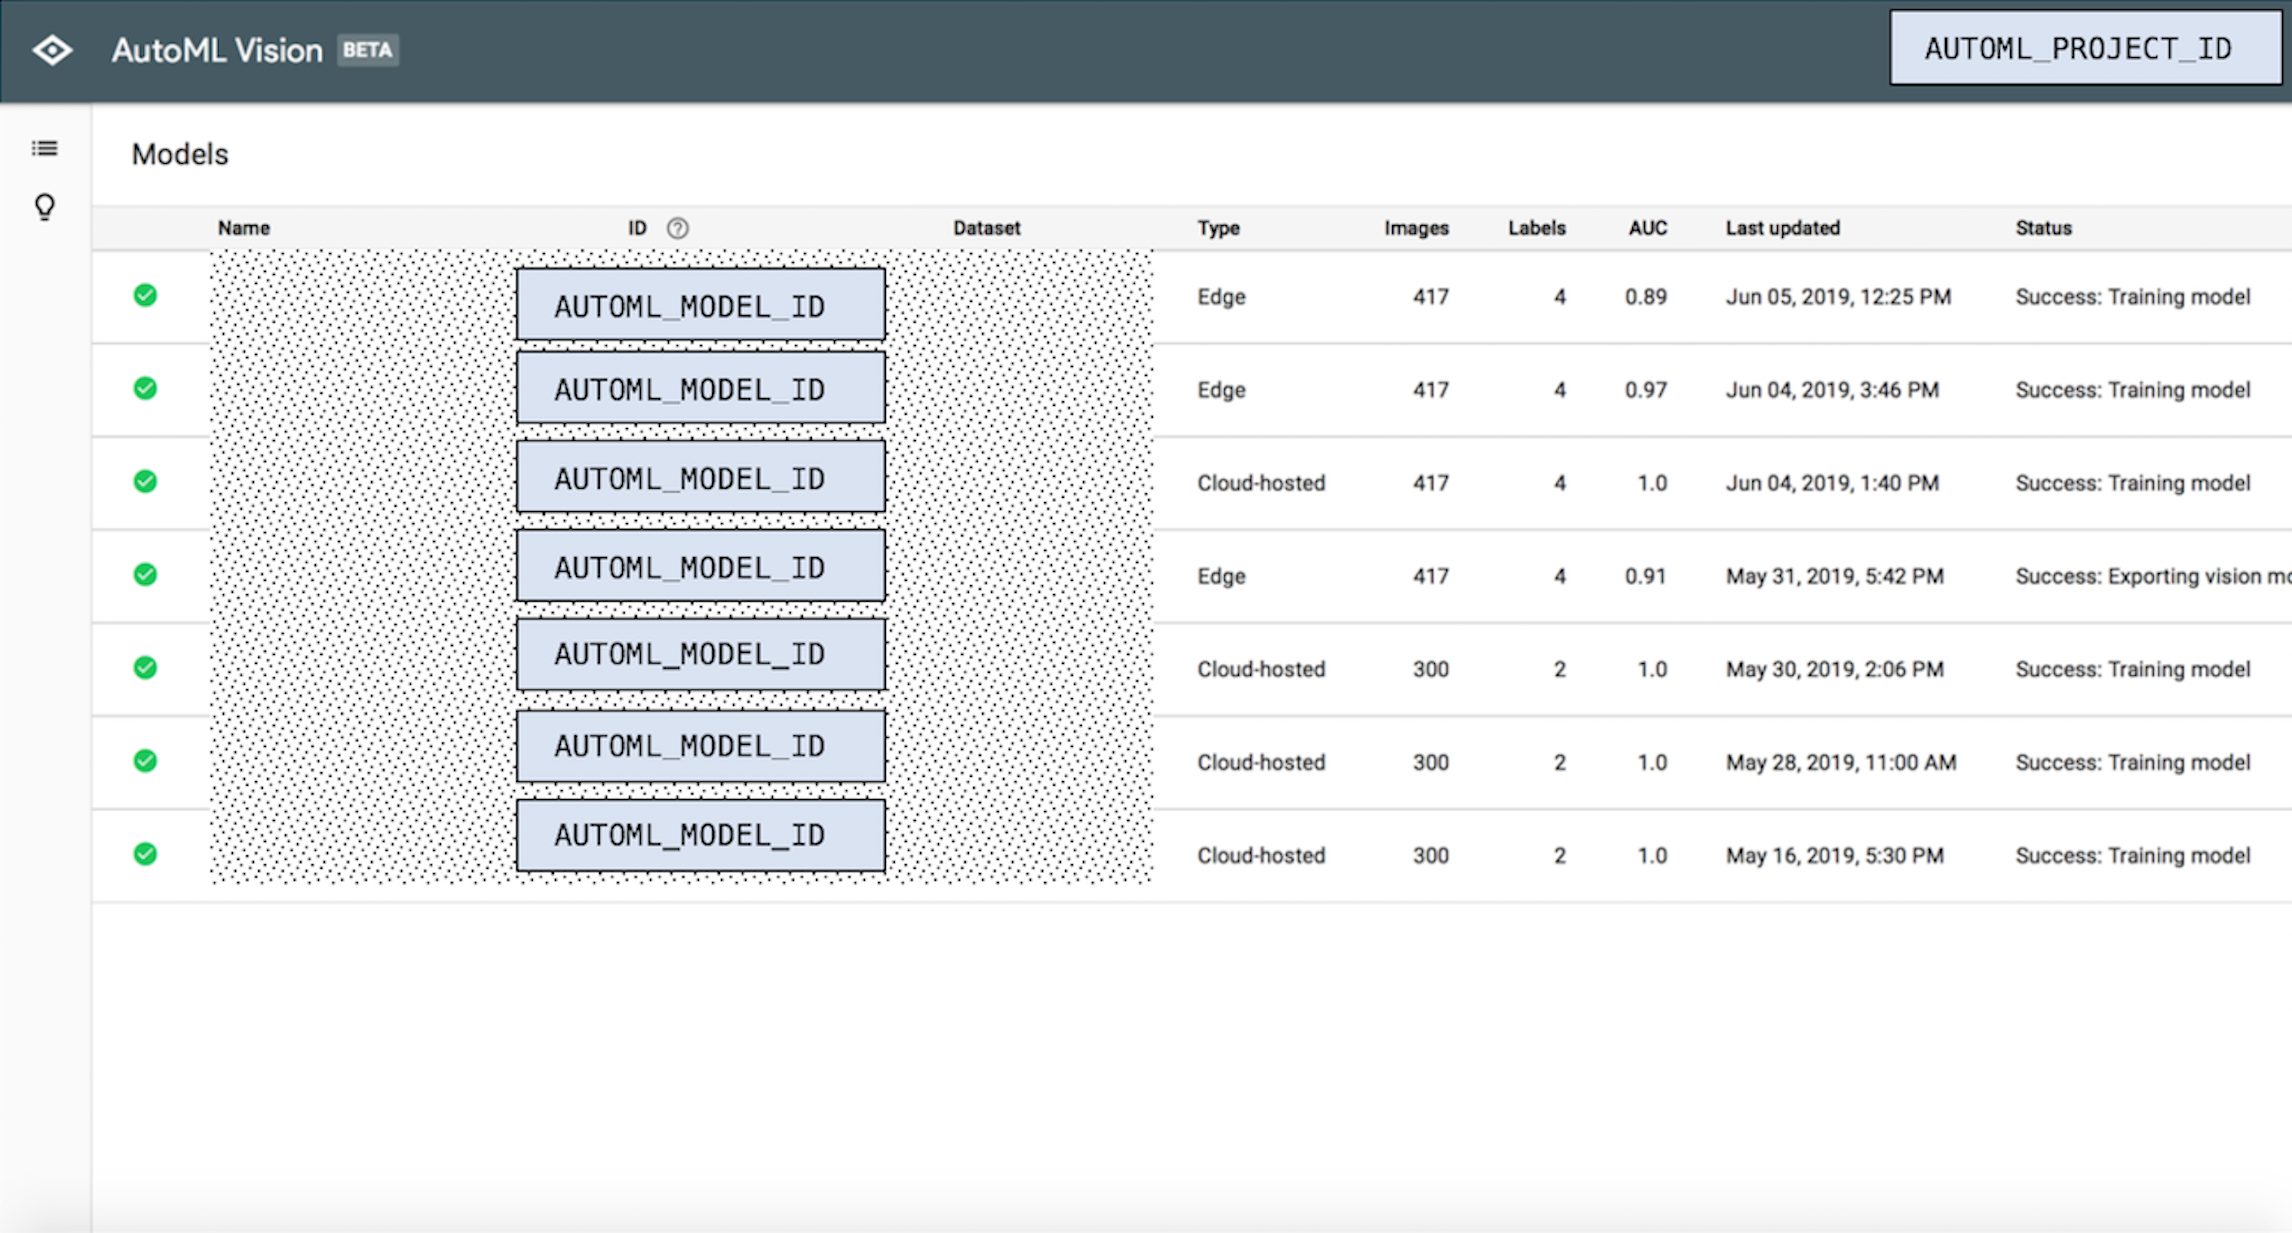 AutoML Vision BETA AUTOML_PROJECT_ID
Models
Name ID ? Dataset Type Images Labels AUC Last updated Status
AUTOML_MODEL_ID Edge 417 4 0.89 Jun 05, 2019, 12:25 PM Success: Training model
AUTOML_MODEL_ID Edge 417 4 0.97 Jun 04, 2019, 3:46 PM Success: Training model
AUTOML_MODEL_ID Cloud-hosted 417 4 1.0 Jun 04, 2019, 1:40 PM Success: Training model
AUTOML_MODEL_ID Edge 417 4 0.91 May 31, 2019, 5:42 PM Success: Exporting vision
AUTOML_MODEL_ID Cloud-hosted 300 2 1.0 May 30, 2019, 2:06 PM Success: Training model
AUTOML_MODEL_ID Cloud-hosted 300 2 1.0 May 28, 2019, 11:00 AM Success: Training model
AUTOML_MODEL_ID Cloud-hosted 300 2 1.0 May 16, 2019, 5:30 PM Success: Training model